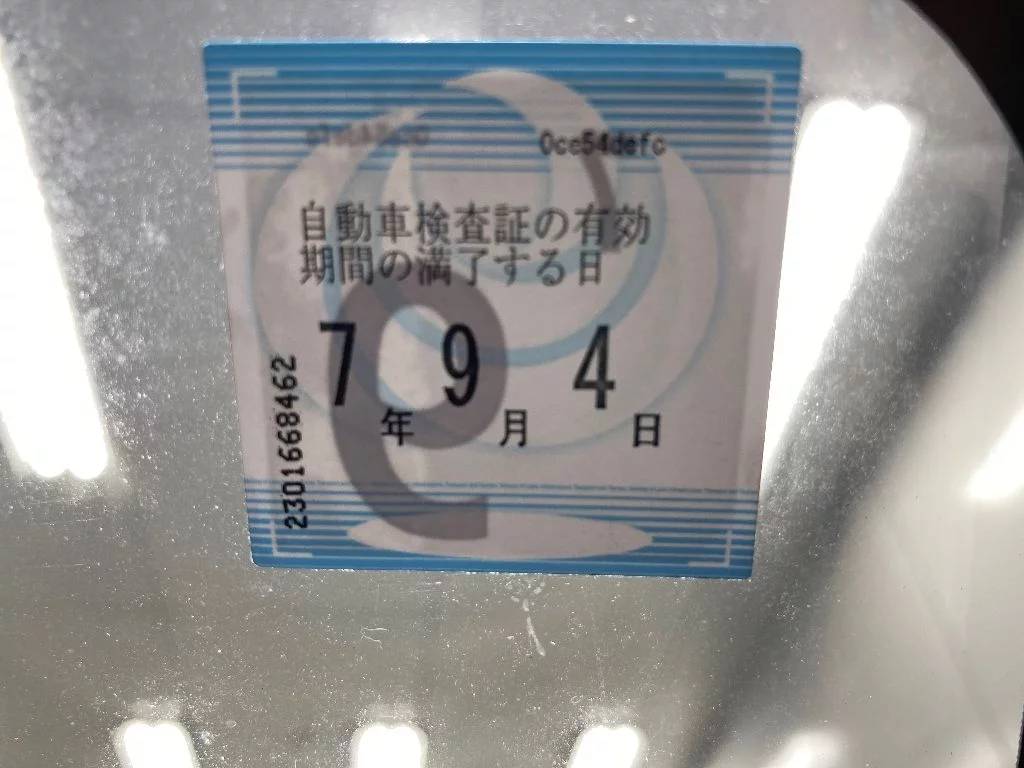 0ce54defc
自動車検査証の有効
期間の満了する日
7年 9月 4日
2301668462